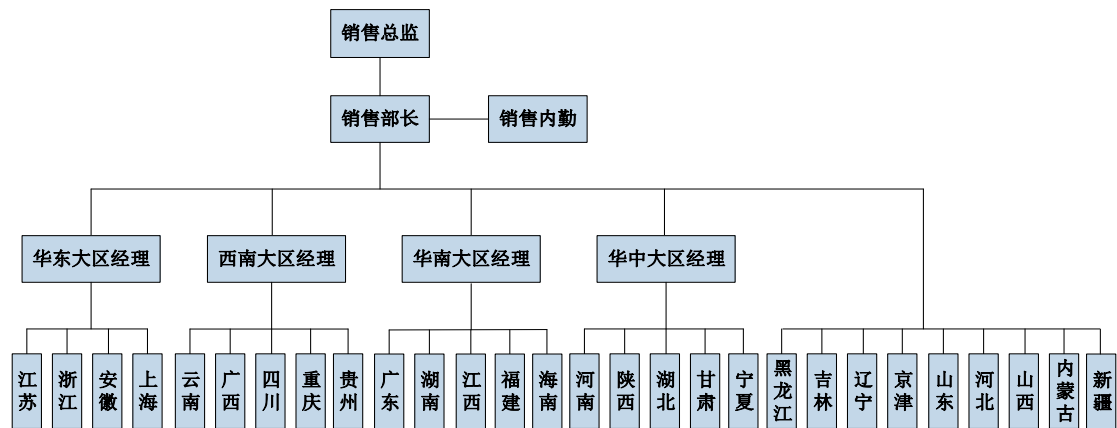 销售总监
销售部长
销售内勤
华东大区经理
西南大区经理
华南大区经理
华中大区经理
江苏
浙江
安徽
上海
云南
广西
四川
重庆
贵州
广东
湖南
江西
福建
海南
河南
陕西
湖北
甘肃
宁夏
黑龙江
吉林
辽宁
京津
山东
河北
山西
内蒙古
新疆